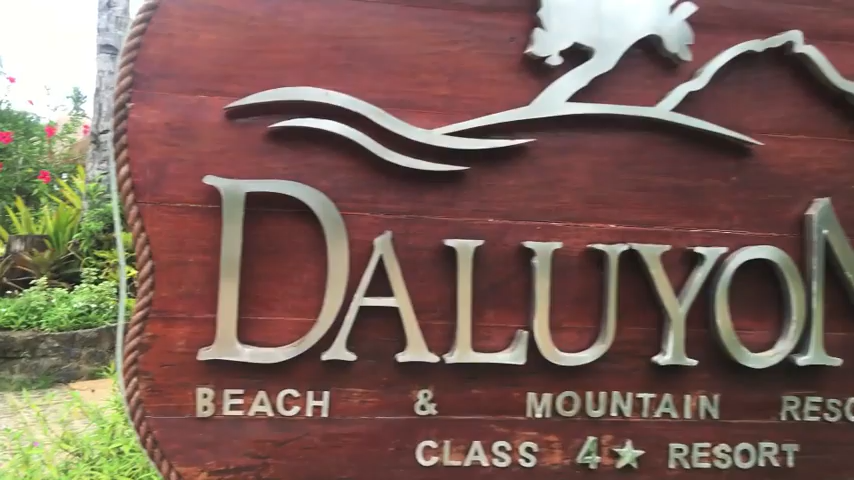 DALUYO
BEACH & MOUNTAIN RESO
CLASS 4★ RESORT